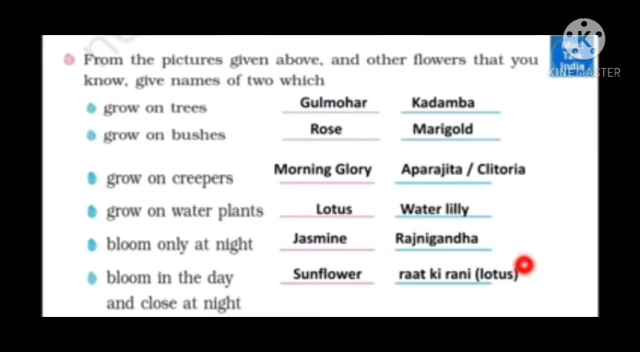 From the pictures given above, and other flowers that you
know, give names of two which
grow on trees Gulmohar Kadamba
grow on bushes Rose Marigold
grow on creepers Morning Glory Aparajita / Clitoria
grow on water plants Lotus Water lilly
bloom only at night Jasmine Rajnigandha
bloom in the day Sunflower raat ki rani (lotus)
and close at night
India
KINEMASTER